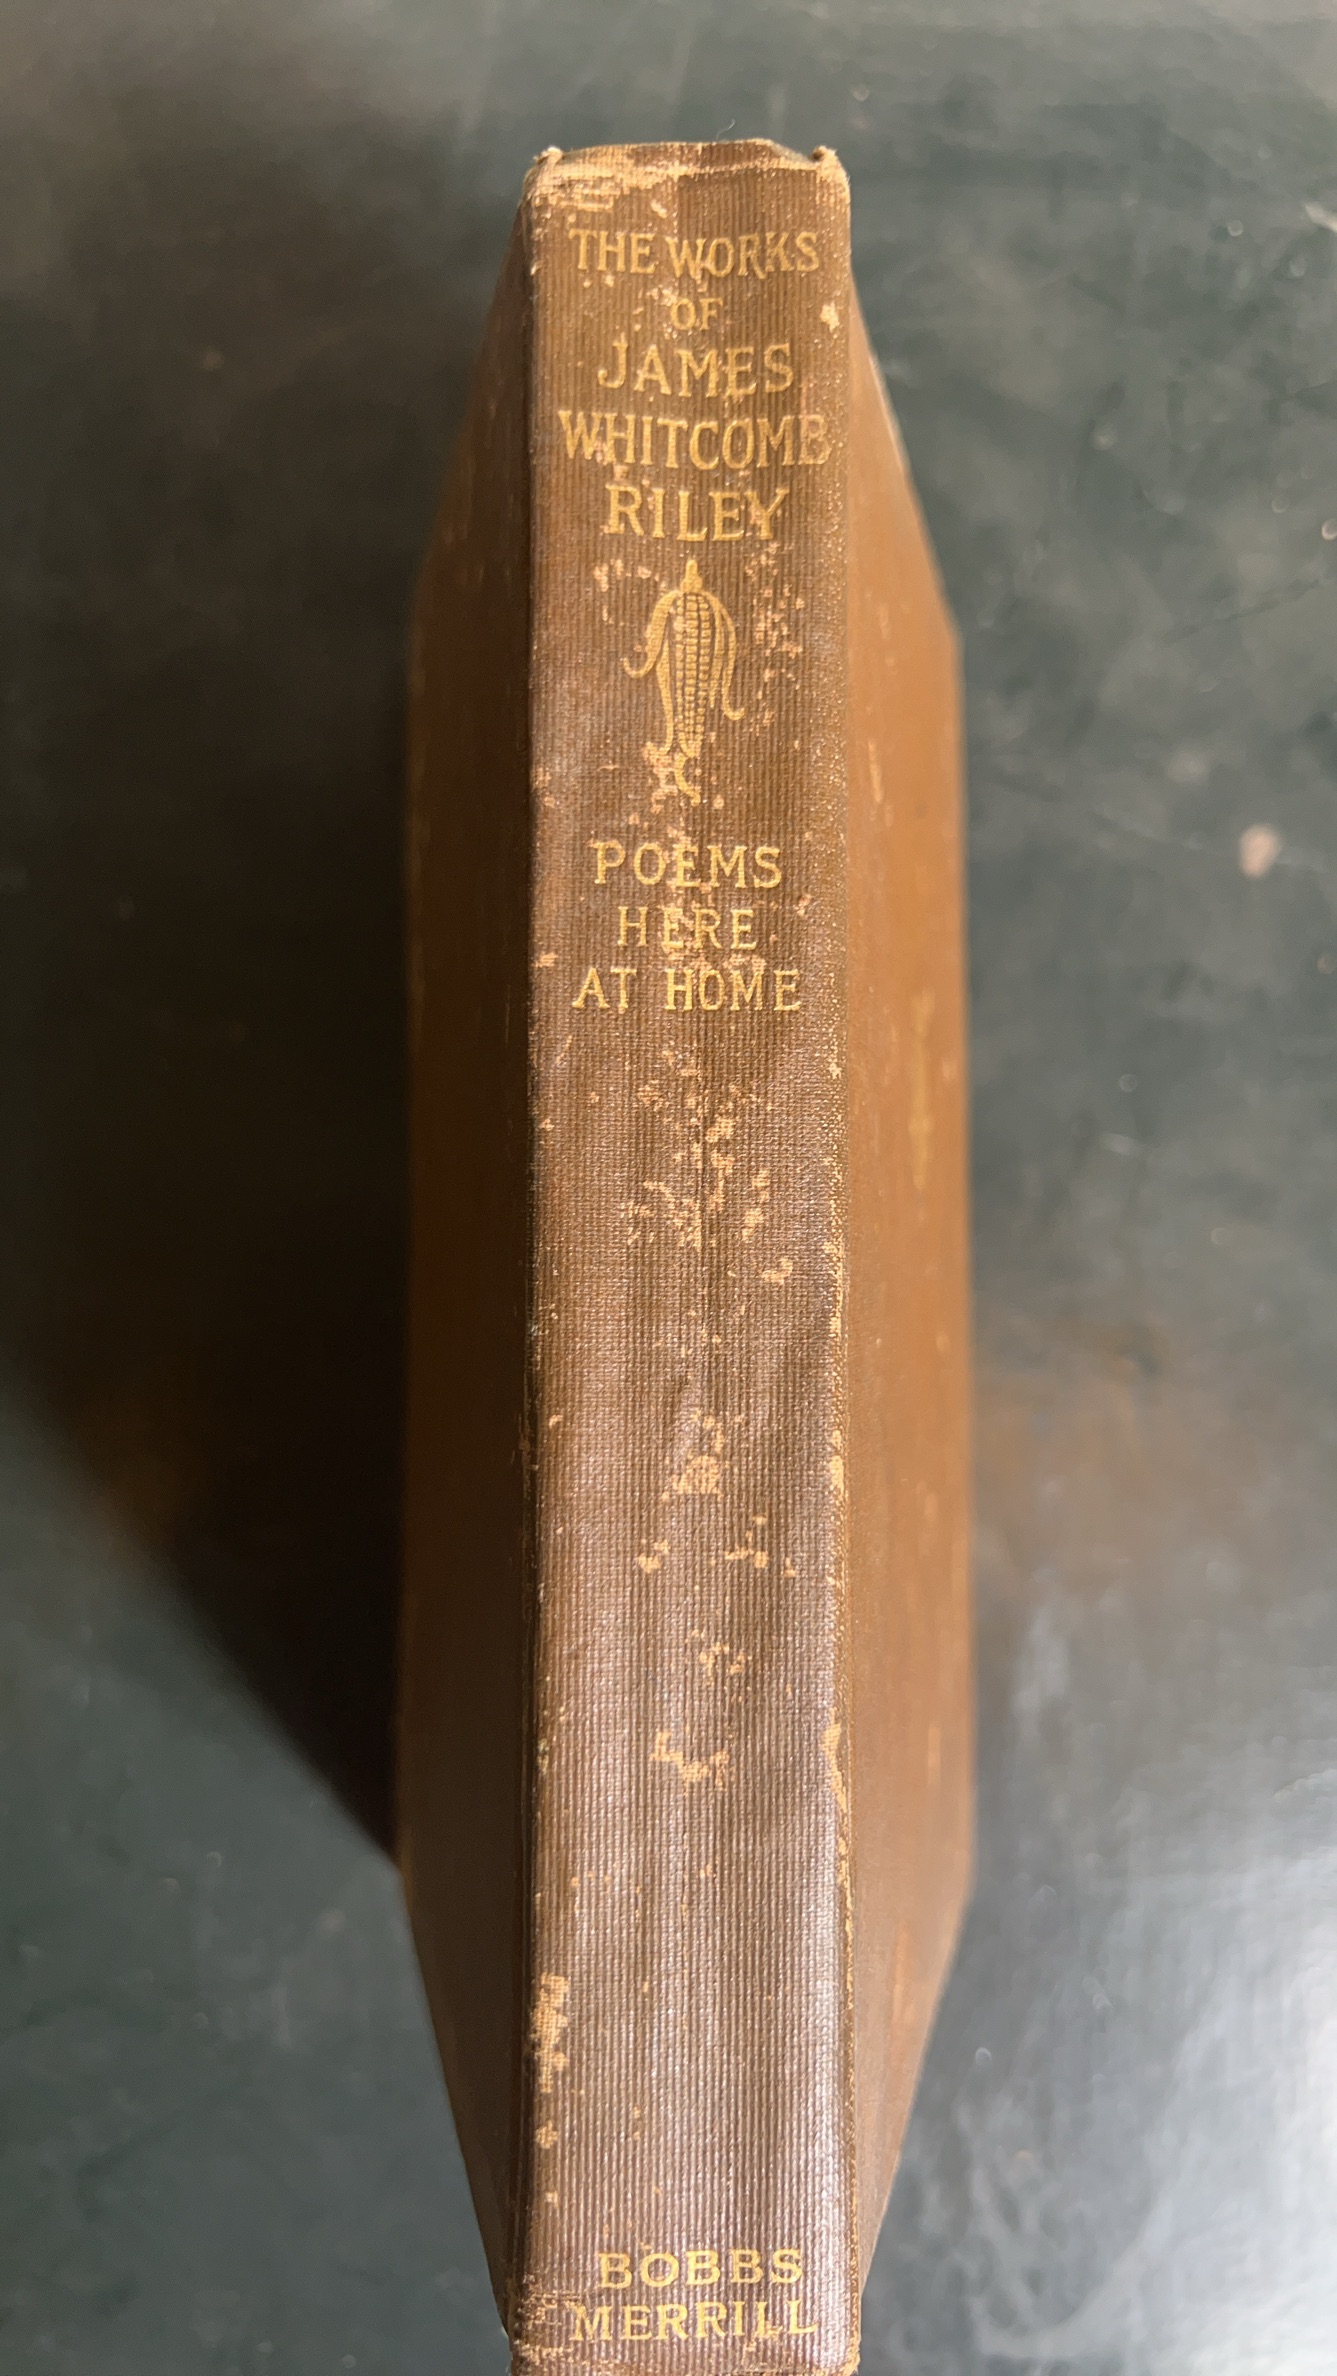 THE WORKS
OF
JAMES
WHITCOMB
RILEY
POEMS
HERE
AT HOME
BOBBS
MERRILL